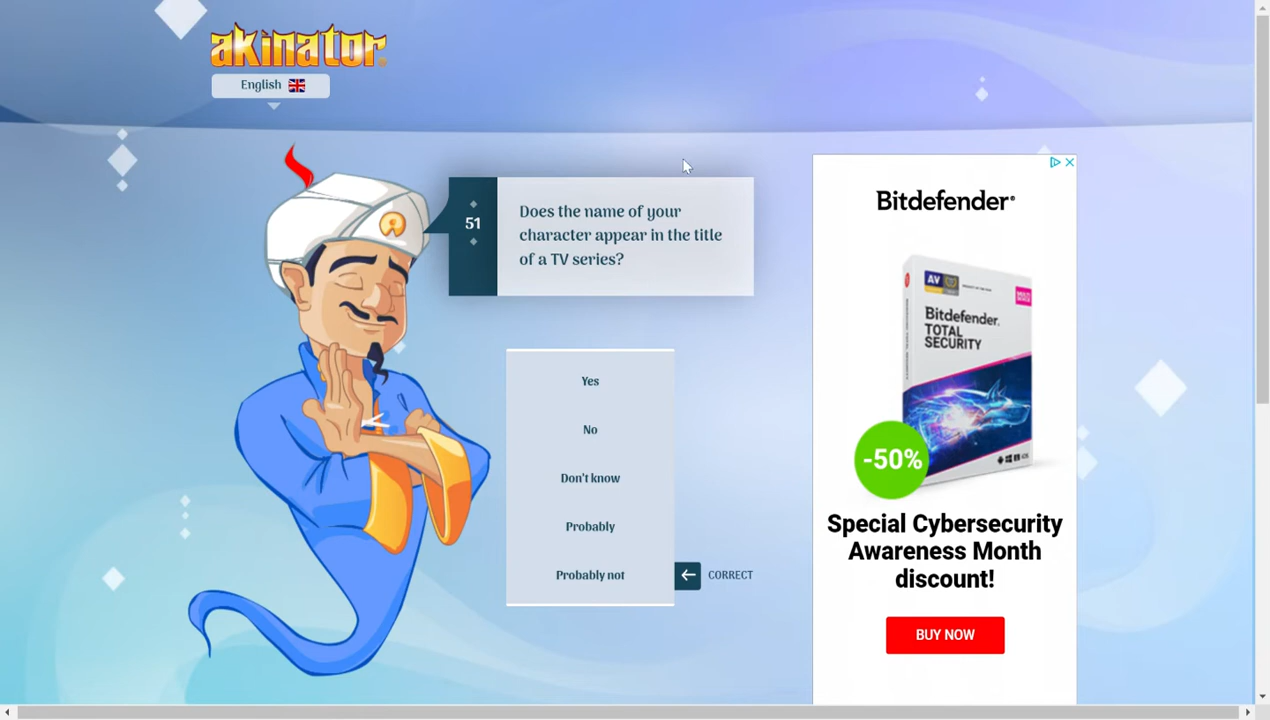 akinator
English
51
Does the name of your
character appear in the title
of a TV series?
Yes
No
Don't know
Probably
Probably not
CORRECT
Bitdefender®
AV
Bitdefender
TOTAL
SECURITY
-50%
Special Cybersecurity
Awareness Month
discount!
BUY NOW